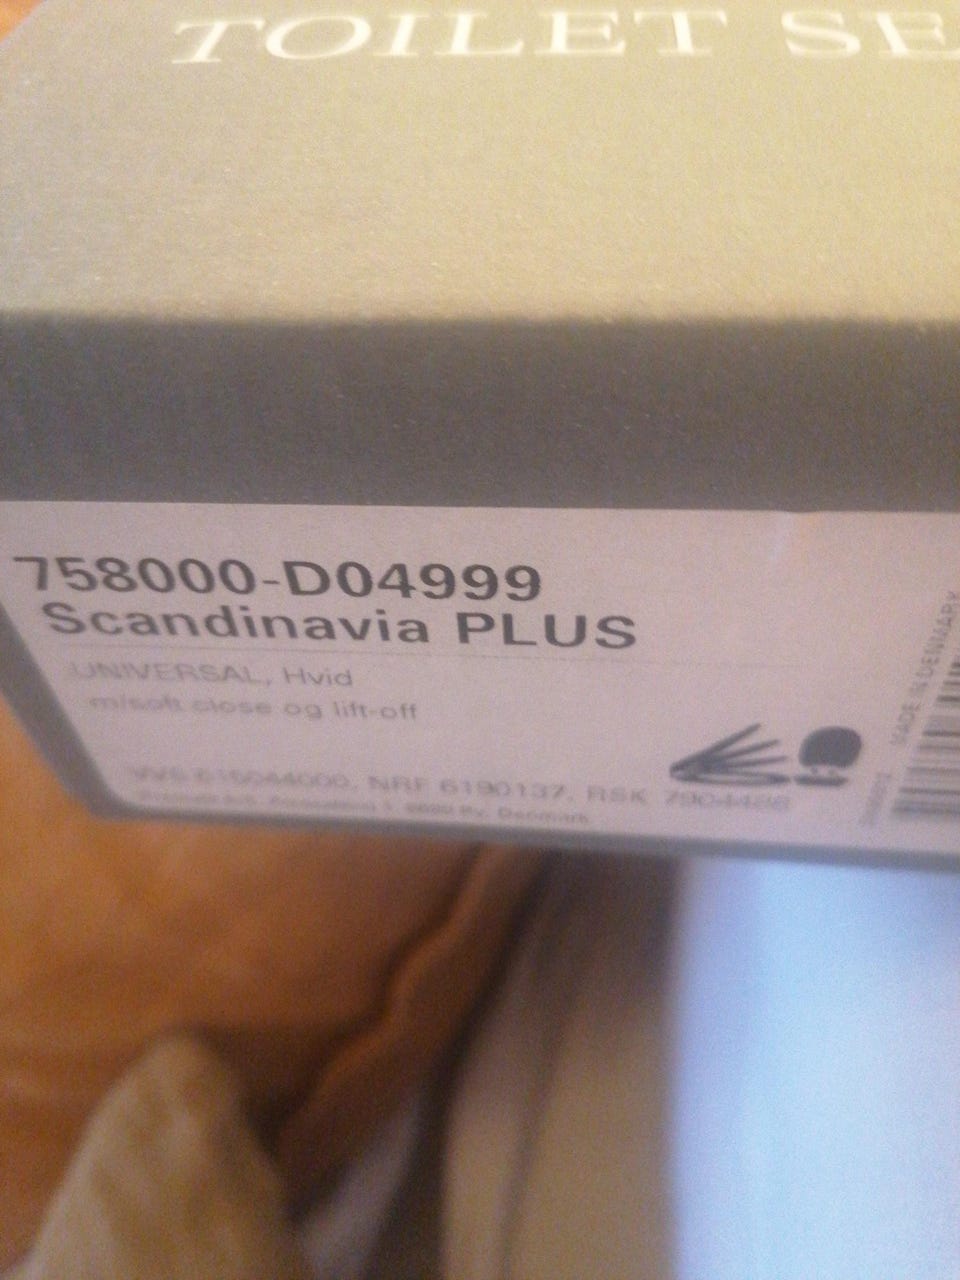 TOILET SE
758000-D04999
Scandinavia PLUS
UNIVERSAL, Hvid
m/soft close og lift-off
NRF 6190137, RSK
Denmark
MADE IN DENMARK